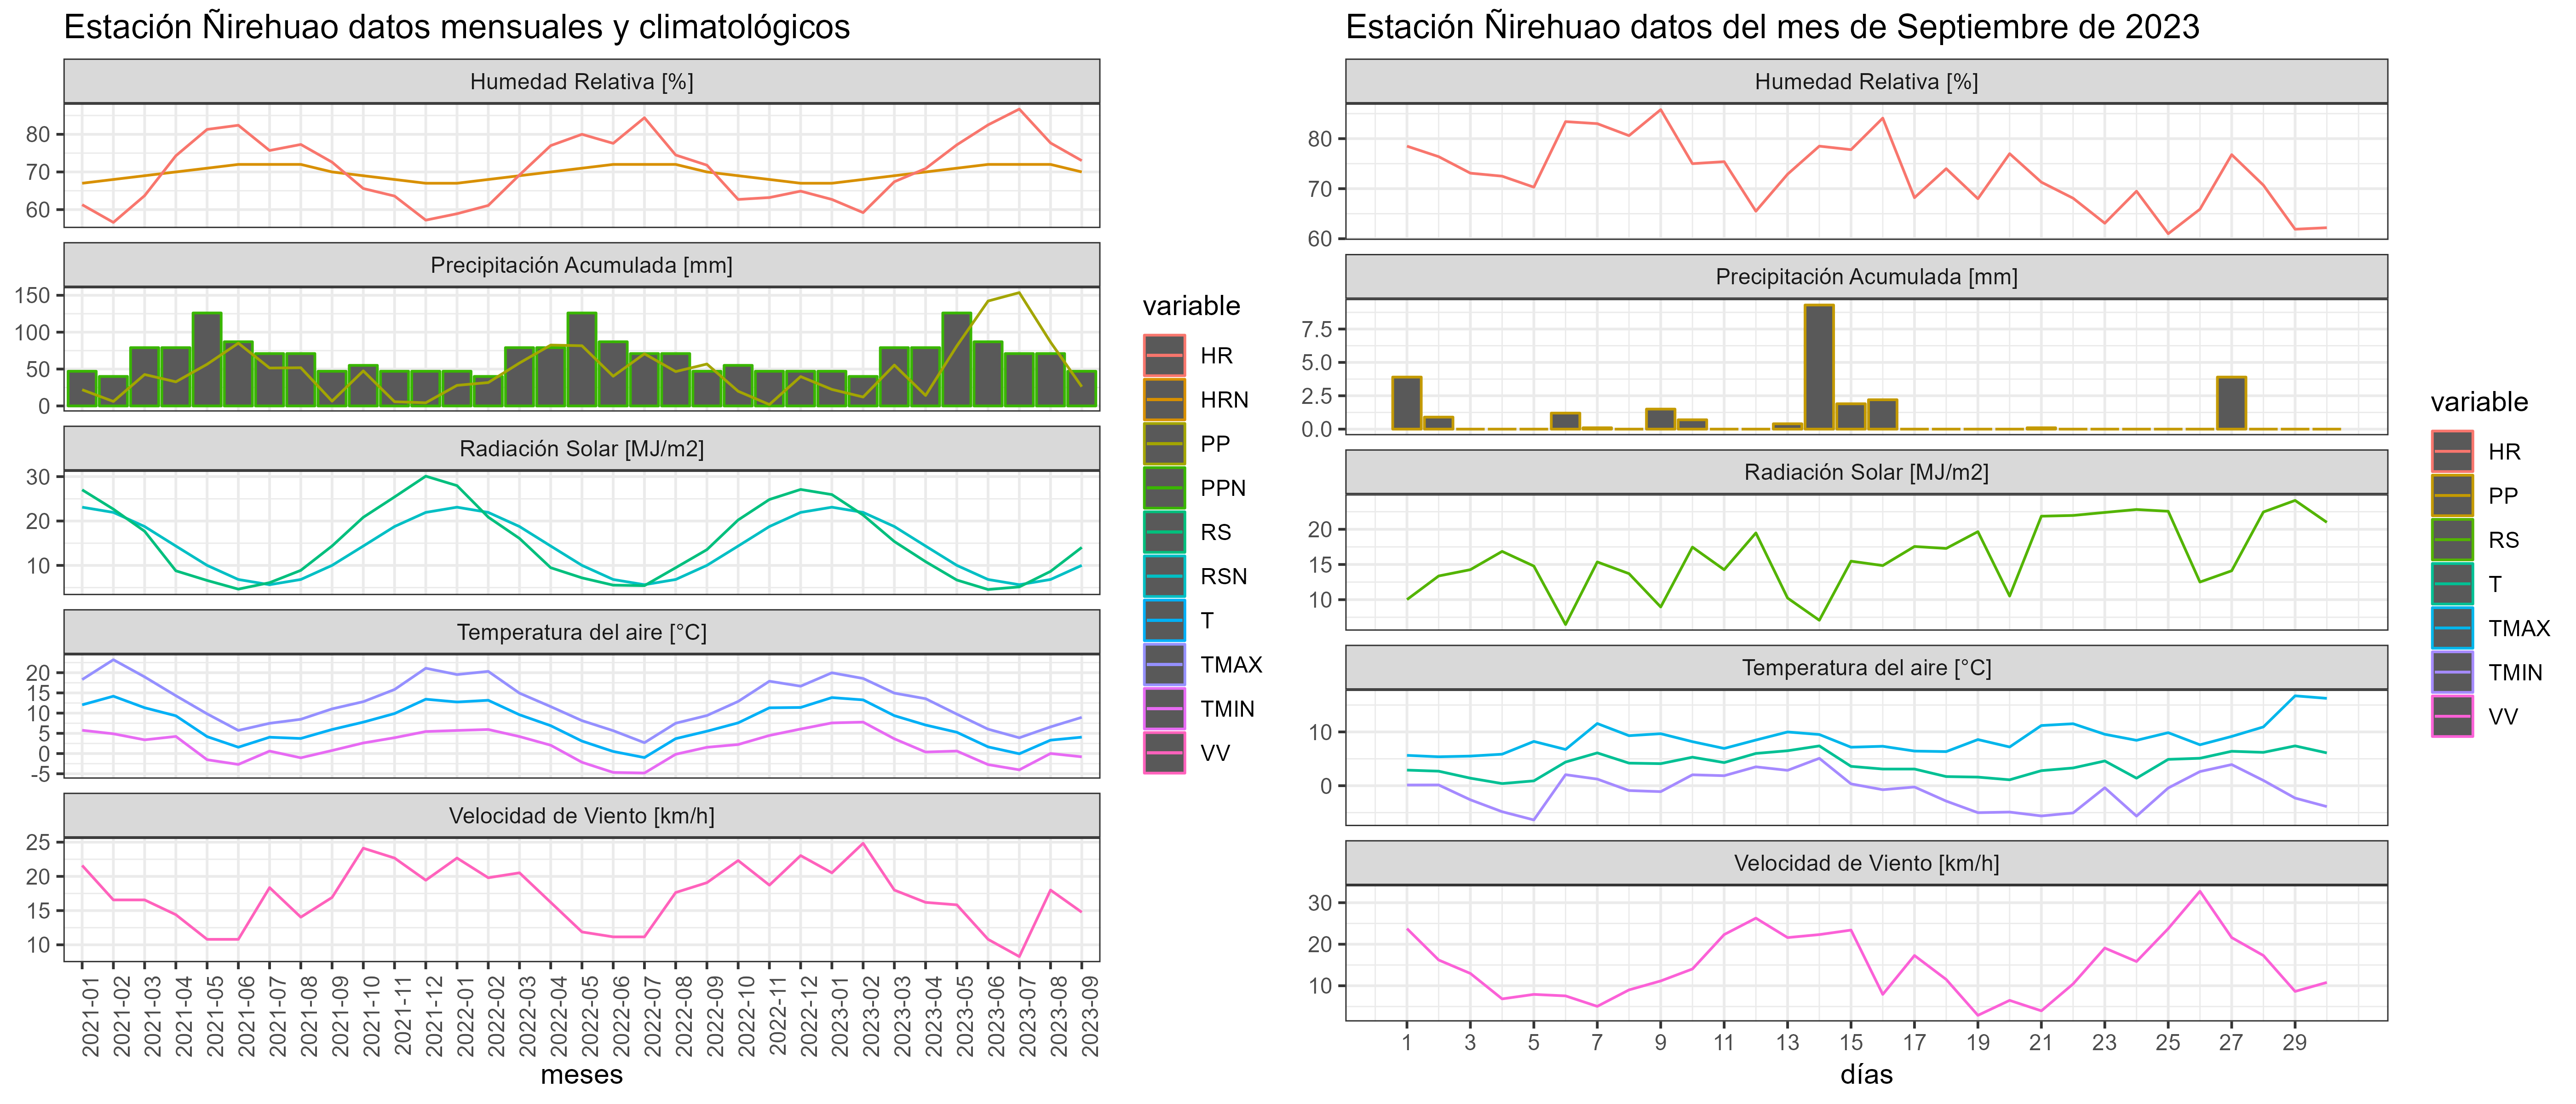 Estación Ñirehuao datos mensuales y climatológicos
Humedad Relativa [%]
80
70
60
Precipitación Acumulada [mm]
150
100
50
0
Radiación Solar [MJ/m2]
30
20
10
Temperatura del aire [°C]
20
15
10
5
0
-5
Velocidad de Viento [km/h]
25
20
15
10
2021-01
2021-02
2021-03
2021-04
2021-05
2021-06
2021-07
2021-08
2021-09
2021-10
2021-11
2021-12
2022-01
2022-02
2022-03
2022-04
2022-05
2022-06
2022-07
2022-08
2022-09
2022-10
2022-11
2022-12
2023-01
2023-02
2023-03
2023-04
2023-05
2023-06
2023-07
2023-08
2023-09
meses
variable
HR
HRN
PP
PPN
RS
RSN
T
TMAX
TMIN
VV
Estación Ñirehuao datos del mes de Septiembre de 2023
Humedad Relativa [%]
80
70
60
Precipitación Acumulada [mm]
7.5
5.0
2.5
0.0
Radiación Solar [MJ/m2]
20
15
10
Temperatura del aire [°C]
10
0
Velocidad de Viento [km/h]
30
20
10
1 3 5 7 9 11 13 15 17 19 21 23 25 27 29
días
variable
HR
PP
RS
T
TMAX
TMIN
VV